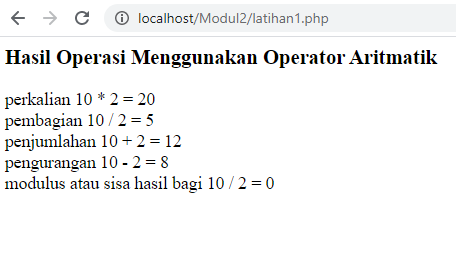 localhost/Modul2/latihan1.php
Hasil Operasi Menggunakan Operator Aritmatik
perkalian 10 * 2 = 20
pembagian 10 / 2 = 5
penjumlahan 10 + 2 = 12
pengurangan 10 - 2 = 8
modulus atau sisa hasil bagi 10 / 2 = 0